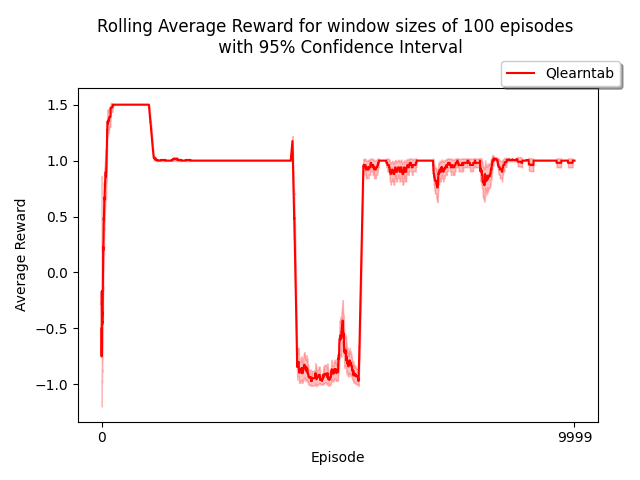 Rolling Average Reward for window sizes of 100 episodes
with 95% Confidence Interval
Qlearntab
1.5
1.0
0.5
0.0
−0.5
−1.0
Average Reward
0
9999
Episode